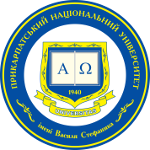 ПРИКАРПАТСЬКИЙ НАЦІОНАЛЬНИЙ УНІВЕРСИТЕТ
Α Ω
1940
імені Василя Стефаника